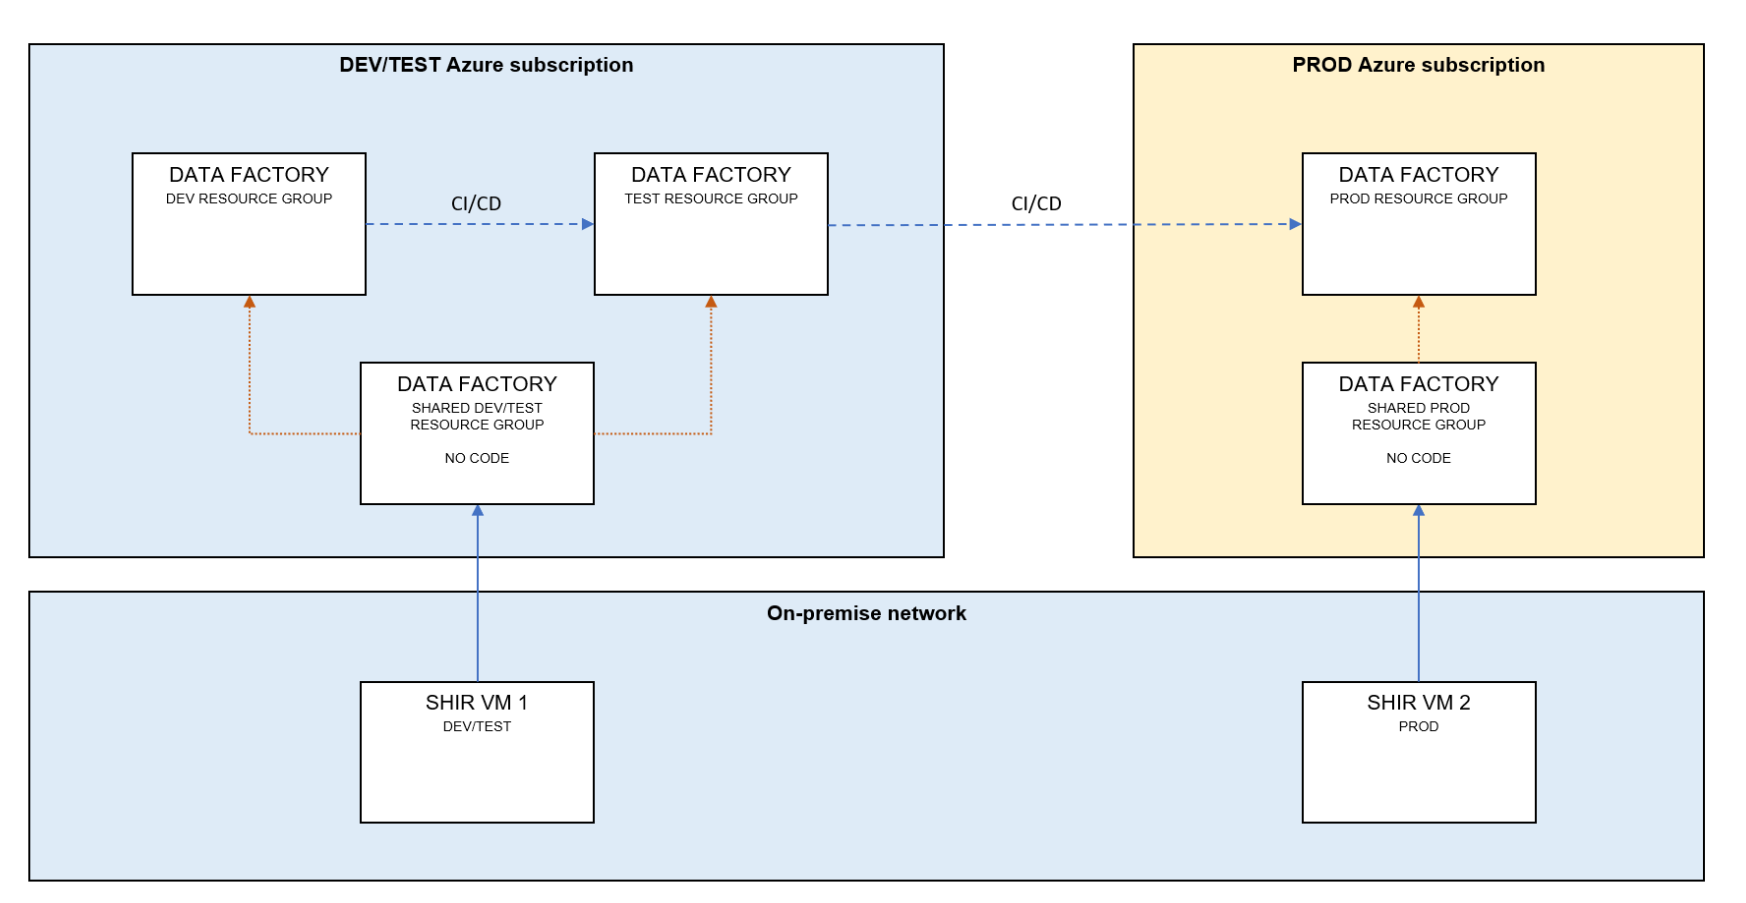 DEV/TEST Azure subscription
PROD Azure subscription
DATA FACTORY
DEV RESOURCE GROUP
CI/CD
DATA FACTORY
TEST RESOURCE GROUP
CI/CD
DATA FACTORY
PROD RESOURCE GROUP
DATA FACTORY
SHARED DEV/TEST
RESOURCE GROUP
NO CODE
DATA FACTORY
SHARED PROD
RESOURCE GROUP
NO CODE
On-premise network
SHIR VM 1
DEV/TEST
SHIR VM 2
PROD